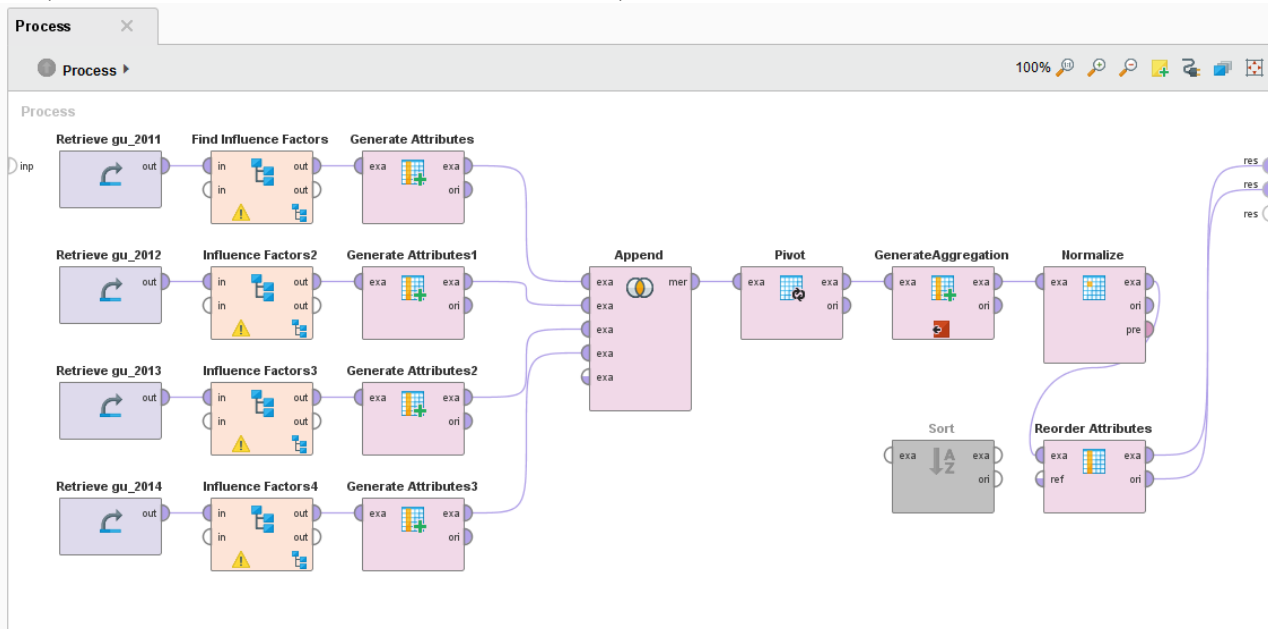 Process
Process
100%
Process
inp
Retrieve gu_2011
out
Find Influence Factors
in out
in out
Generate Attributes
exa exa
ori
res
res
res
Retrieve gu_2012
out
Influence Factors2
in out
in out
Generate Attributes1
exa exa
ori
Append
exa mer
exa
exa
exa
exa
Pivot
exa exa
ori
GenerateAggregation
exa exa
ori
Normalize
exa exa
ori
pre
Retrieve gu_2013
out
Influence Factors3
in out
in out
Generate Attributes2
exa exa
ori
Sort
exa exa
ori
A
Z
Reorder Attributes
exa exa
ref ori
Retrieve gu_2014
out
Influence Factors4
in out
in out
Generate Attributes3
exa exa
ori